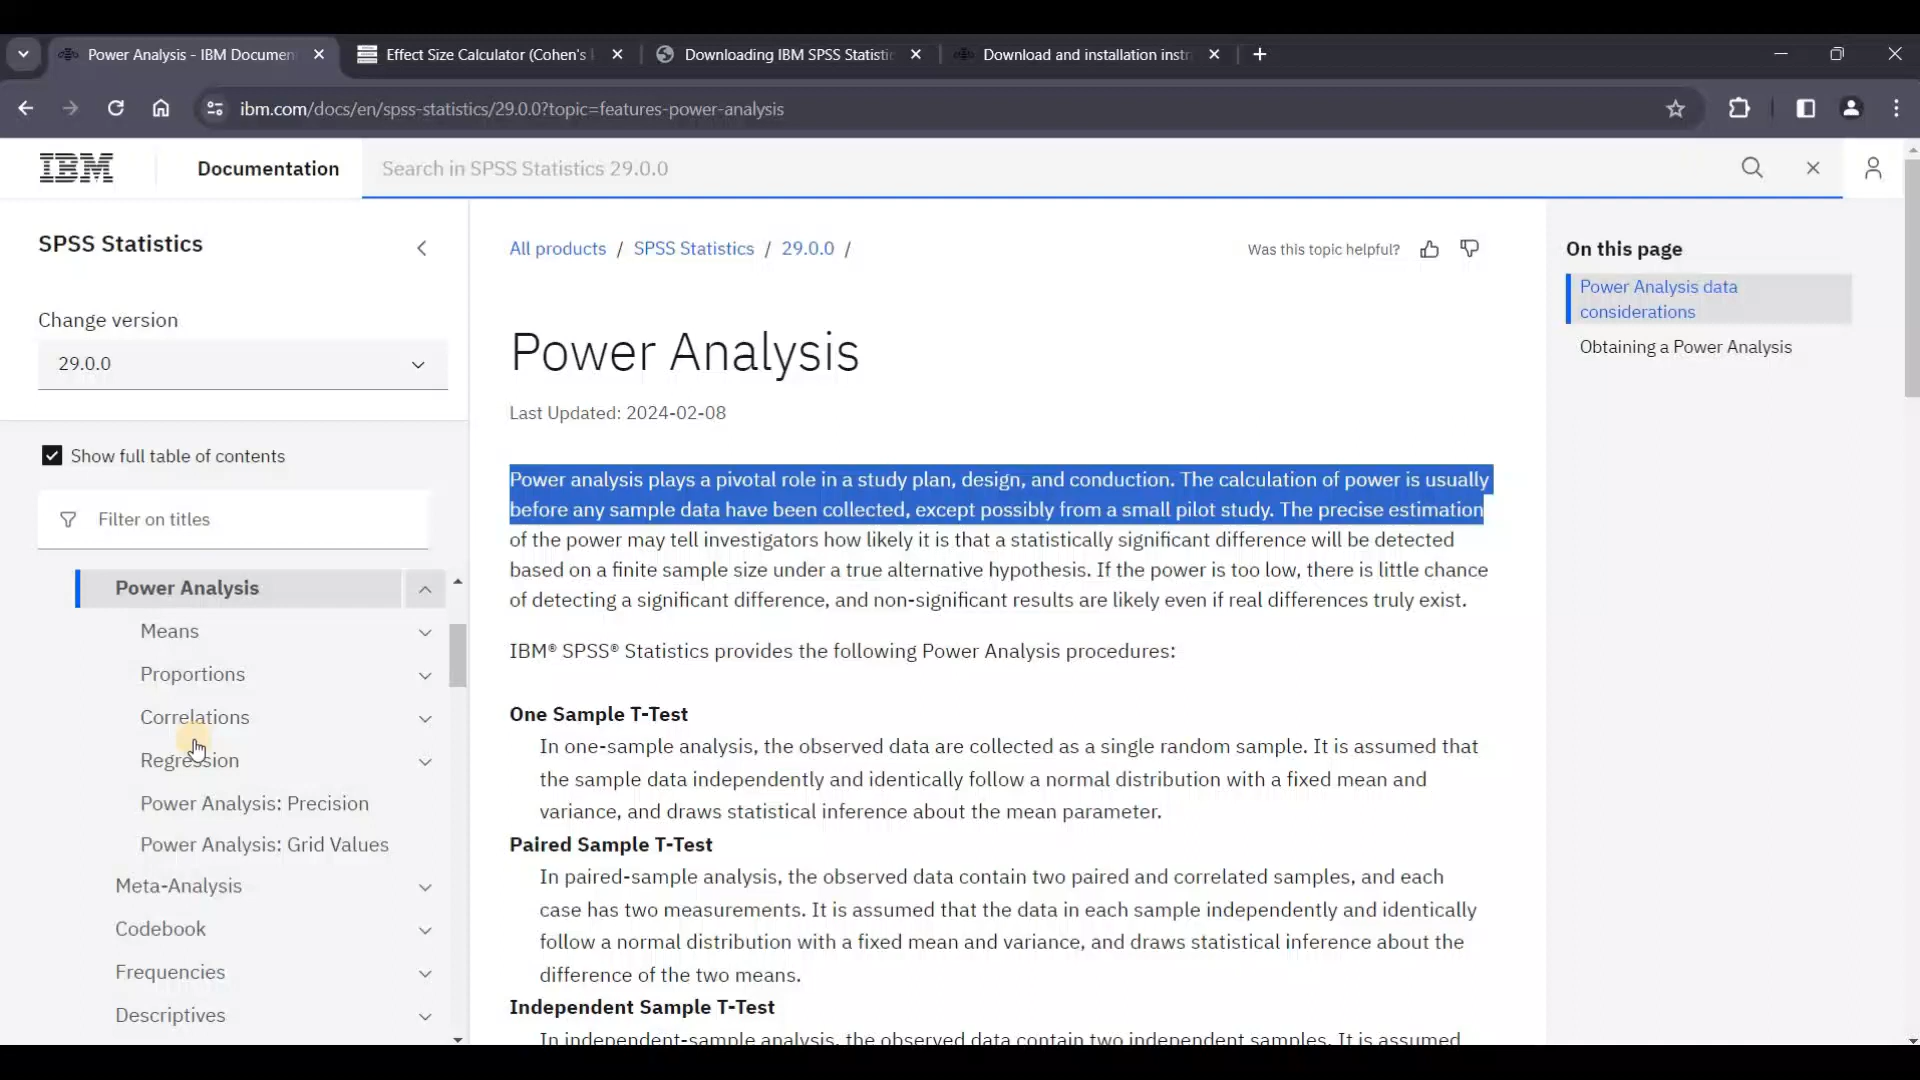 Power Analysis - IBM Documen
Effect Size Calculator (Cohen's
Downloading IBM SPSS Statistic
Download and installation instr
ibm.com/docs/en/spss-statistics/29.0.0?topic=features-power-analysis
IBM
Documentation
Search in SPSS Statistics 29.0.0
SPSS Statistics
Change version
29.0.0
Show full table of contents
Filter on titles
Power Analysis
Means
Proportions
Correlations
Regression
Power Analysis: Precision
Power Analysis: Grid Values
Meta-Analysis
Codebook
Frequencies
Descriptives
All products / SPSS Statistics / 29.0.0 /
Was this topic helpful?
Power Analysis
Last Updated: 2024-02-08
Power analysis plays a pivotal role in a study plan, design, and conduction. The calculation of power is usually
before any sample data have been collected, except possibly from a small pilot study. The precise estimation
of the power may tell investigators how likely it is that a statistically significant difference will be detected
based on a finite sample size under a true alternative hypothesis. If the power is too low, there is little chance
of detecting a significant difference, and non-significant results are likely even if real differences truly exist.
IBM® SPSS® Statistics provides the following Power Analysis procedures:
One Sample T-Test
In one-sample analysis, the observed data are collected as a single random sample. It is assumed that
the sample data independently and identically follow a normal distribution with a fixed mean and
variance, and draws statistical inference about the mean parameter.
Paired Sample T-Test
In paired-sample analysis, the observed data contain two paired and correlated samples, and each
case has two measurements. It is assumed that the data in each sample independently and identically
follow a normal distribution with a fixed mean and variance, and draws statistical inference about the
difference of the two means.
Independent Sample T-Test
In independent-sample analysis, the observed data contain two independent samples. It is assumed
On this page
Power Analysis data
considerations
Obtaining a Power Analysis